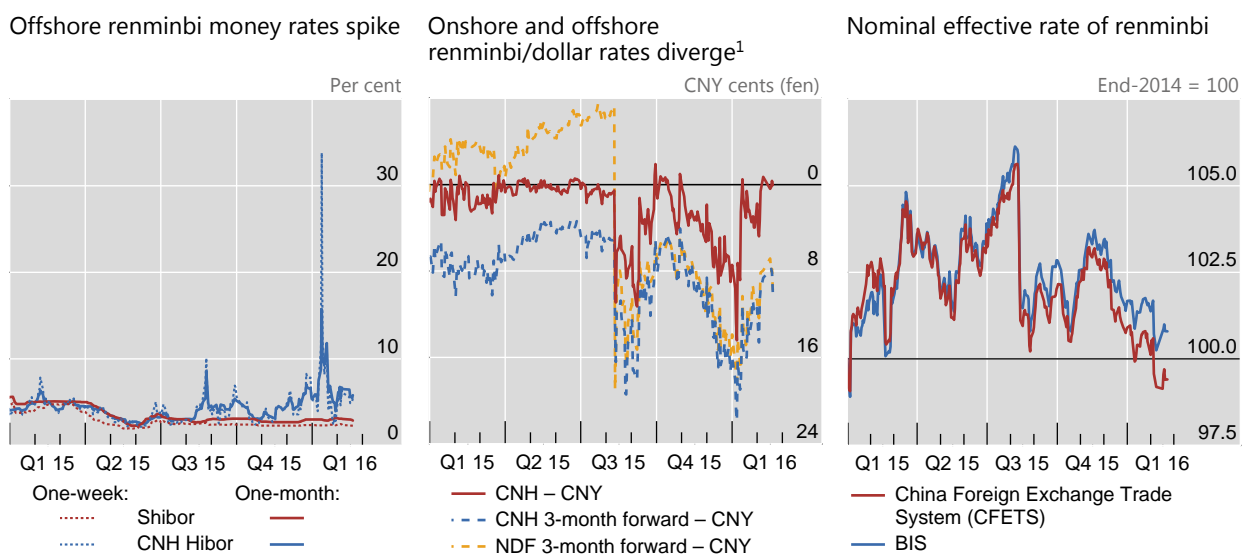 Offshore renminbi money rates spike
Per cent
30
20
10
0
Q1 15 Q2 15 Q3 15 Q4 15 Q1 16
One-week: One-month:
Shibor
CNH Hibor
Onshore and offshore
renminbi/dollar rates diverge1
CNY cents (fen)
0
8
16
24
Q1 15 Q2 15 Q3 15 Q4 15 Q1 16
CNH – CNY
CNH 3-month forward – CNY
NDF 3-month forward – CNY
Nominal effective rate of renminbi
End-2014 = 100
105.0
102.5
100.0
97.5
Q1 15 Q2 15 Q3 15 Q4 15 Q1 16
China Foreign Exchange Trade
System (CFETS)
BIS